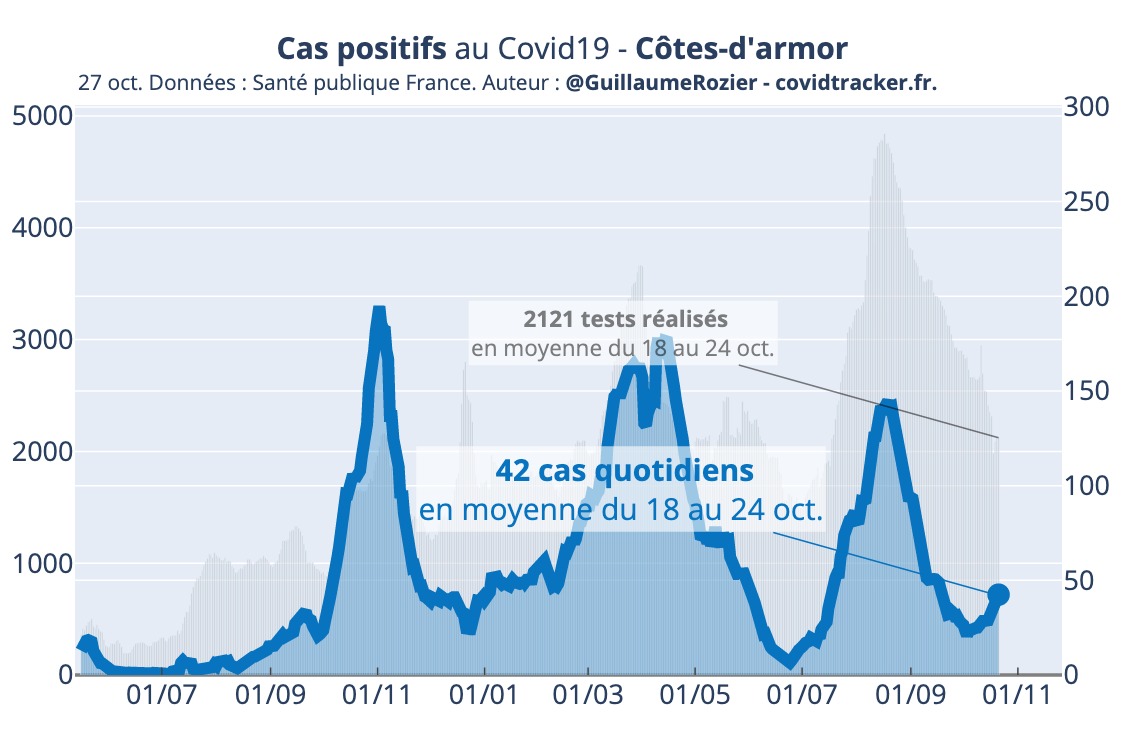 Cas positifs au Covid19 - Côtes-d'armor
27 oct. Données : Santé publique France. Auteur : @GuillaumeRozier - covidtracker.fr.
5000
4000
3000
2000
1000
0
300
250
200
150
100
50
0
2121 tests réalisés
en moyenne du 18 au 24 oct.
42 cas quotidiens
en moyenne du 18 au 24 oct.
01/07 01/09 01/11 01/01 01/03 01/05 01/07 01/09 01/11